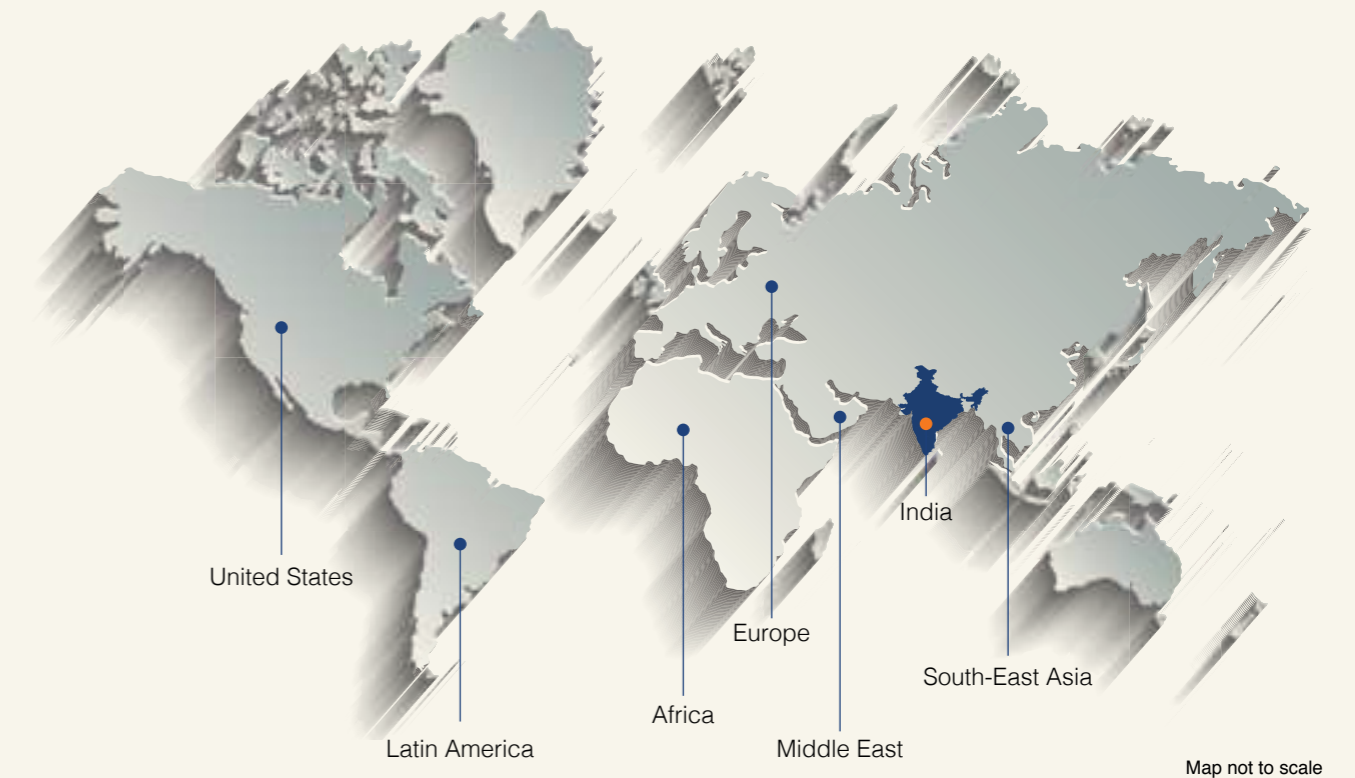 India
United States
Europe
South-East Asia
Africa
Latin America
Middle East
Map not to scale